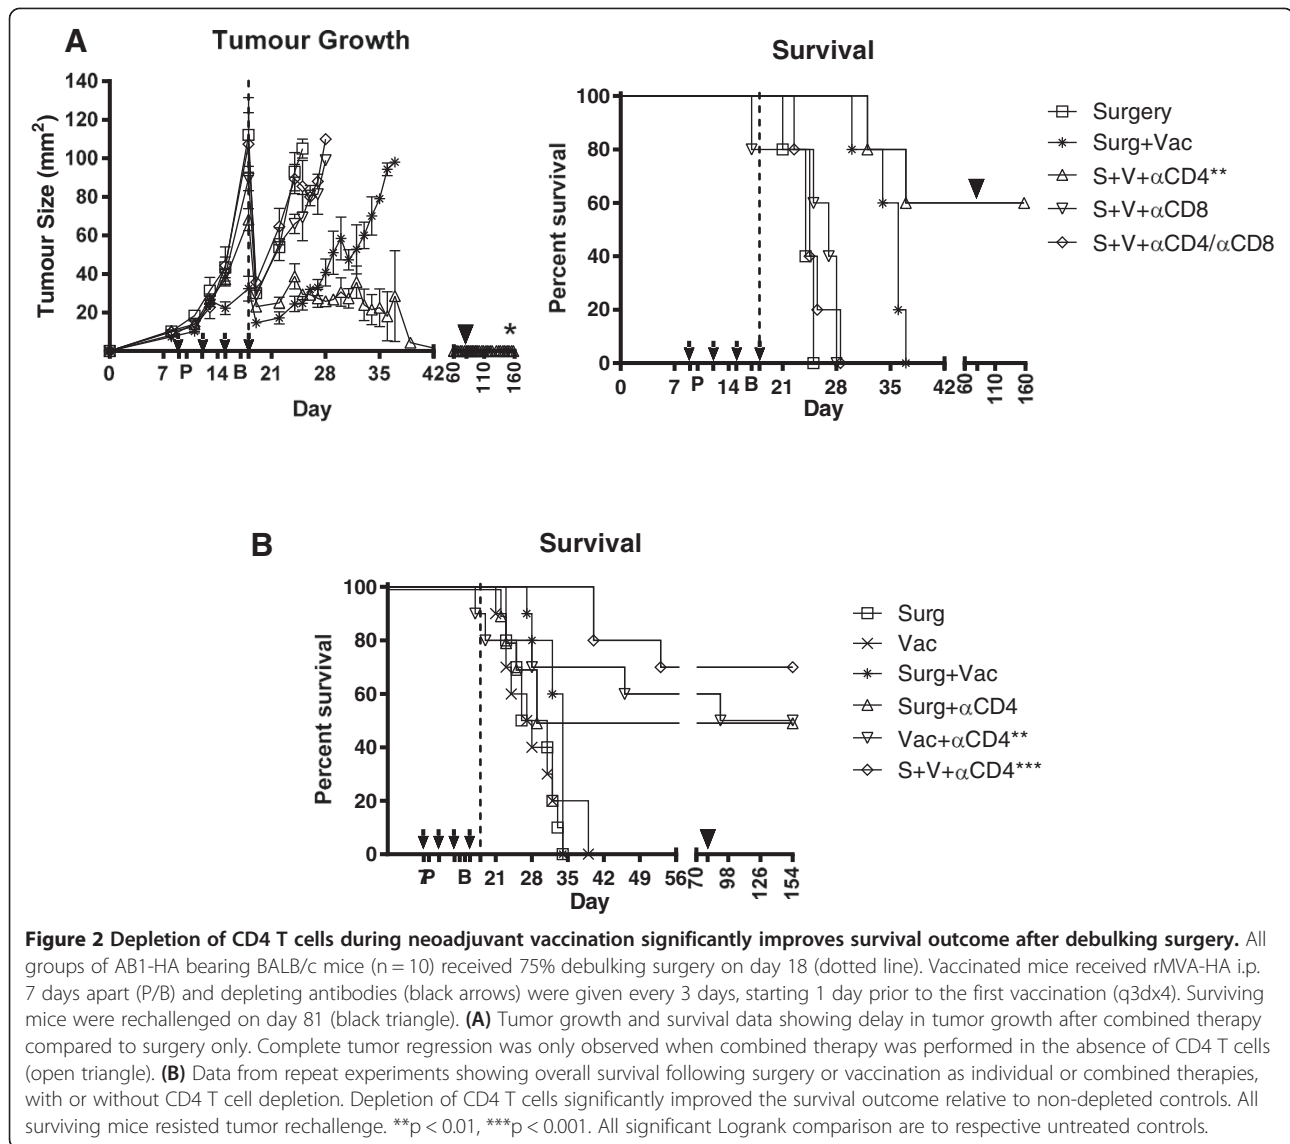 A
Tumour Growth
Tumour Size (mm²)
140
120
100
80
60
40
20
0
7
P
14
B
21
28
35
42
60
110
160
*
Day
Survival
Percent survival
100
80
60
40
20
0
0
7
P
14
B
21
28
35
42
60
110
160
Day
Surgery
Surg+Vac
S+V+αCD4**
S+V+αCD8
S+V+αCD4/αCD8
B
Survival
Percent survival
100
80
60
40
20
0
7
P
B
21
28
35
42
49
56
70
98
126
154
Day
Surg
Vac
Surg+Vac
Surg+αCD4
Vac+αCD4**
S+V+αCD4***
Figure 2 Depletion of CD4 T cells during neoadjuvant vaccination significantly improves survival outcome after debulking surgery. All
groups of AB1-HA bearing BALB/c mice (n = 10) received 75% debulking surgery on day 18 (dotted line). Vaccinated mice received rMVA-HA i.p.
7 days apart (P/B) and depleting antibodies (black arrows) were given every 3 days, starting 1 day prior to the first vaccination (q3dx4). Surviving
mice were rechallenged on day 81 (black triangle). (A) Tumor growth and survival data showing delay in tumor growth after combined therapy
compared to surgery only. Complete tumor regression was only observed when combined therapy was performed in the absence of CD4 T cells
(open triangle). (B) Data from repeat experiments showing overall survival following surgery or vaccination as individual or combined therapies,
with or without CD4 T cell depletion. Depletion of CD4 T cells significantly improved the survival outcome relative to non-depleted controls. All
surviving mice resisted tumor rechallenge. **p < 0.01, ***p < 0.001. All significant Logrank comparison are to respective untreated controls.